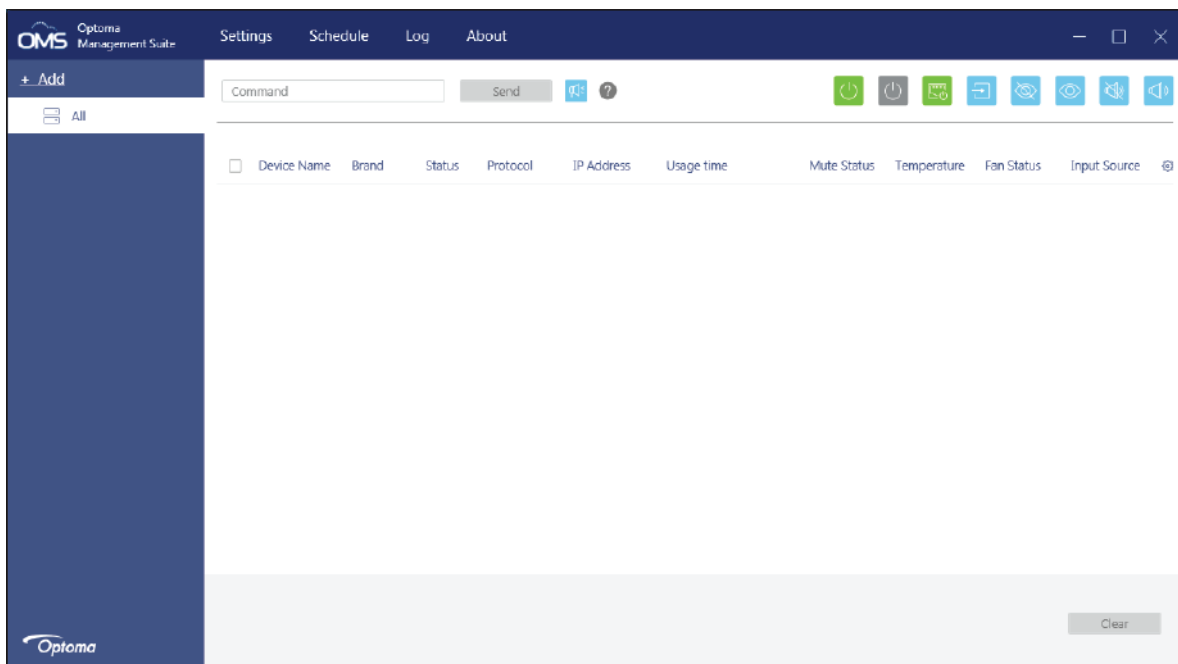 OMS Optoma
Management Suite
Settings Schedule Log About
+ Add
All
Command Send ?
Device Name Brand Status Protocol IP Address Usage time Mute Status Temperature Fan Status Input Source
Clear
Optoma